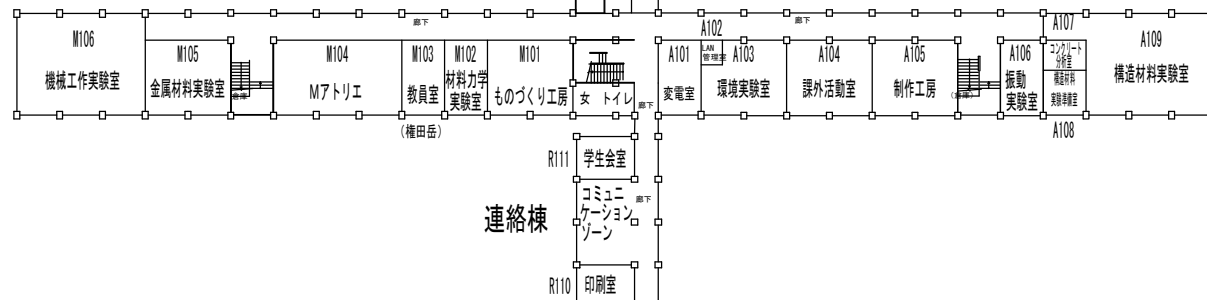 廊下
廊下
M106
機械工作実験室
M105
金属材料実験室
倉庫
M104
Mアトリエ
M103
教員室
(権田岳)
M102
材料力学
実験室
M101
ものづくり工房
女 トイレ
廊下
A101
変電室
A102
LAN
管理室
A103
環境実験室
A104
課外活動室
A105
制作工房
(倉庫)
A106
振動
実験室
A107
コンクリート
分析室
構造材料
実験準備室
A108
A109
構造材料実験室
R111
学生会室
コミュニ
ケーション
ゾーン
廊下
連絡棟
R110
印刷室